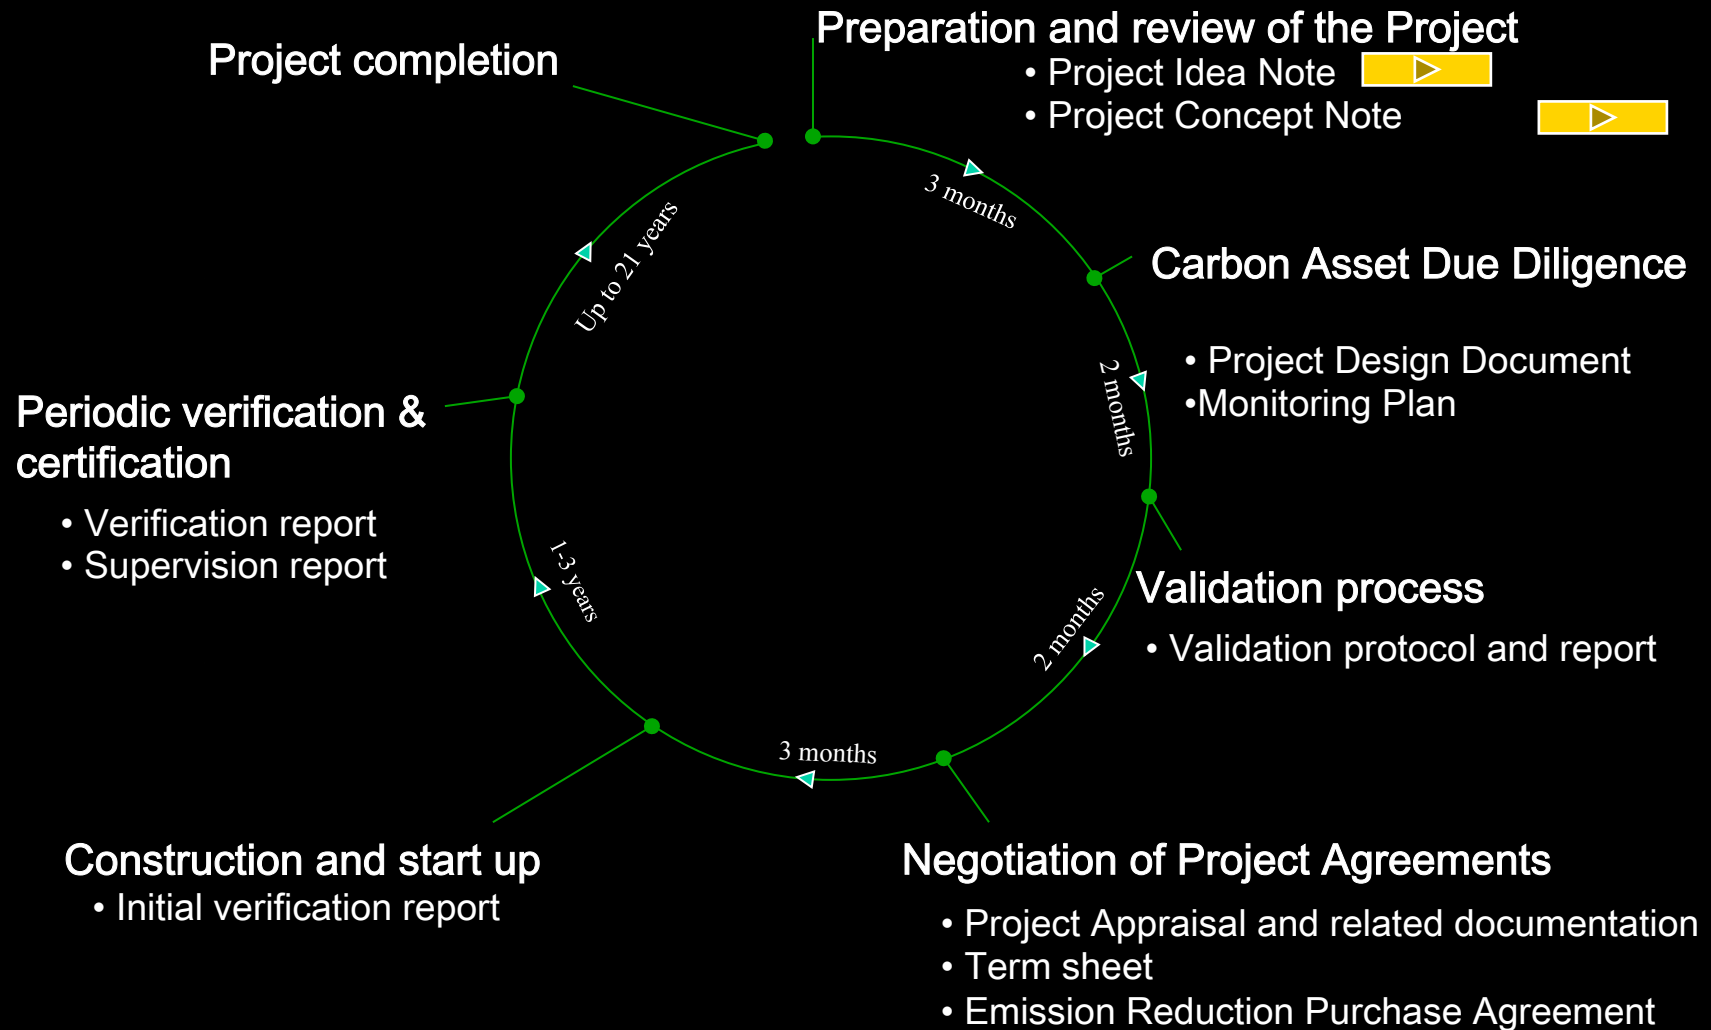 Project completion
Preparation and review of the Project
• Project Idea Note
• Project Concept Note
3 months
Carbon Asset Due Diligence
• Project Design Document
•Monitoring Plan
2 months
Validation process
• Validation protocol and report
2 months
Negotiation of Project Agreements
• Project Appraisal and related documentation
• Term sheet
• Emission Reduction Purchase Agreement
3 months
Construction and start up
• Initial verification report
1-3 years
Periodic verification &
certification
• Verification report
• Supervision report
Up to 21 years